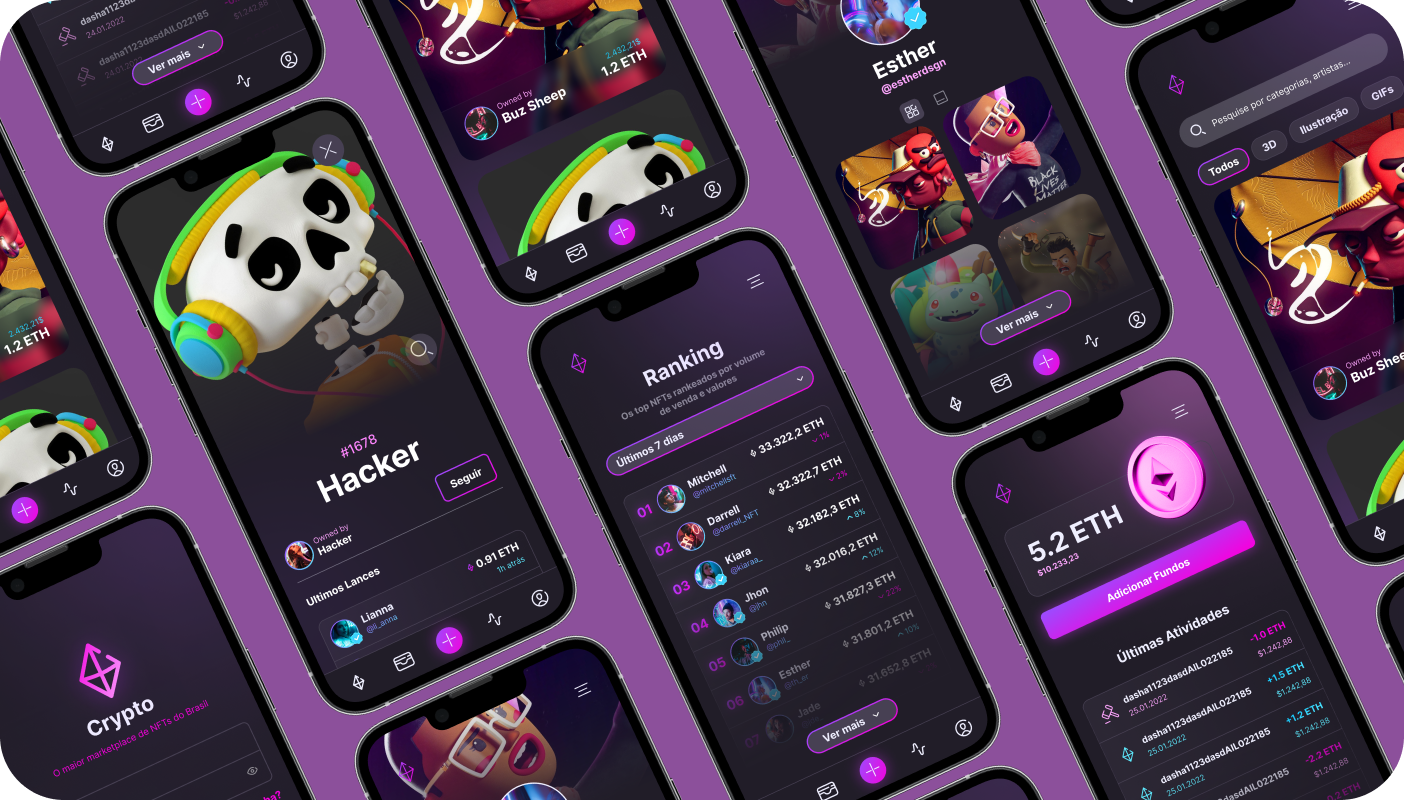 dasha1123dasdAIL022185
24.01.2022
$1.242,88
dasha1123dasdAIL022185
24.01.2022
Ver mais
2.432,21$
1.2 ETH
#1678
Hacker
Seguir
Owned by
Hacker
Ultimos Lances
Lianna
@li_anna
0.91 ETH
1h atrás
Crypto
O maior marketplace de NFTs do Brasil
2.432,21$
1.2 ETH
Owned by
Buz Sheep
Ranking
Os top NFTs rankeados por volume
de venda e valores
Últimos 7 dias
01
Mitchell
@mitchellsft
33.322,2 ETH
1%
02
Darrell
@darrell_NFT
32.322,7 ETH
2%
03
Kiara
@kiaraa_
32.182,3 ETH
8%
04
Jhon
@jhn
32.016,2 ETH
12%
05
Philip
@phil_
31.827,3 ETH
22%
06
Esther
31.801,2 ETH
10%
07
Jade
31.652,8 ETH
Ver mais
Esther
@estherdsgn
BLACK
LIVES
MATTER
Ver mais
5.2 ETH
$10.233,23
Adicionar Fundos
Últimas Atividades
dasha1123dasdAIL022185
25.01.2022
-1.0 ETH
$1.242,88
dasha1123dasdAIL022185
25.01.2022
+1.5 ETH
$1.242,88
dasha1123dasdAIL022185
25.01.2022
+1.2 ETH
$1.242,88
dasha1123dasdAIL022185
-2.2 ETH
$1.242,88
Pesquise por categorias, artistas...
Todos
3D
Ilustração
GIFs
Owned by